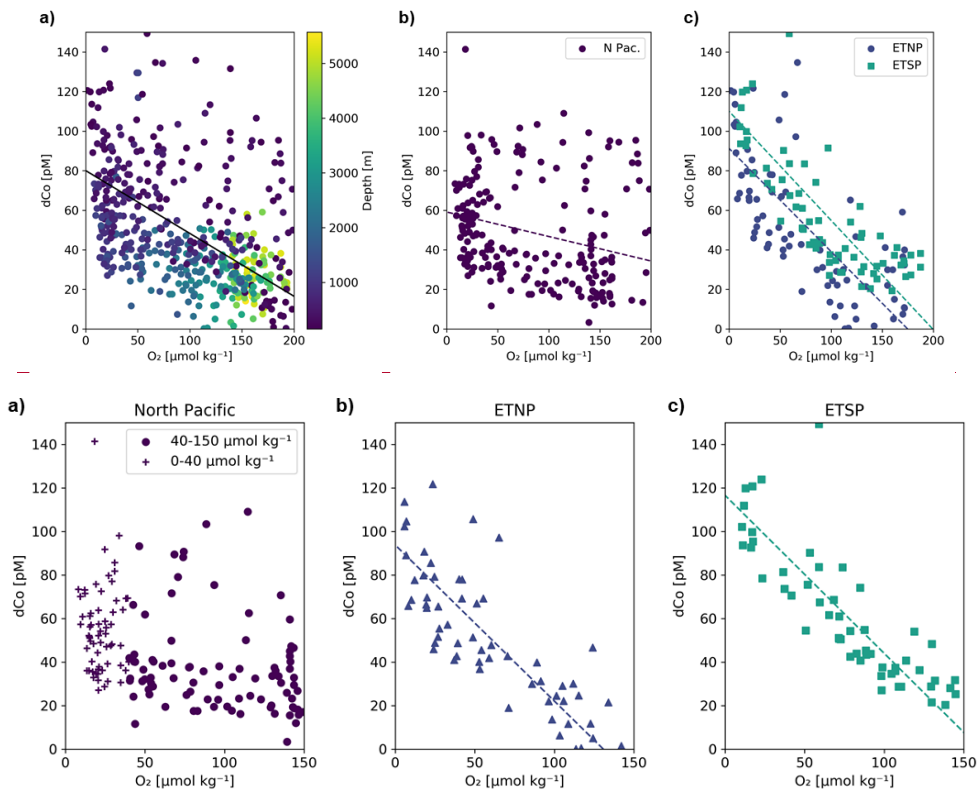 a)
b)
c)
140
120
100
80
60
40
20
0
dCo [pM]
0 50 100 150 200
O₂ [μmol kg⁻¹]
5000
4000
3000
2000
1000
Depth [m]
140
120
100
80
60
40
20
0
dCo [pM]
N Pac.
0 50 100 150 200
O₂ [μmol kg⁻¹]
140
120
100
80
60
40
20
0
dCo [pM]
ETNP
ETSP
0 50 100 150 200
O₂ [μmol kg⁻¹]
a)
North Pacific
140
120
100
80
60
40
20
0
dCo [pM]
40-150 μmol kg⁻¹
0-40 μmol kg⁻¹
0 50 100 150
O₂ [μmol kg⁻¹]
b)
ETNP
140
120
100
80
60
40
20
0
dCo [pM]
0 50 100 150
O₂ [μmol kg⁻¹]
c)
ETSP
140
120
100
80
60
40
20
0
dCo [pM]
0 50 100 150
O₂ [μmol kg⁻¹]